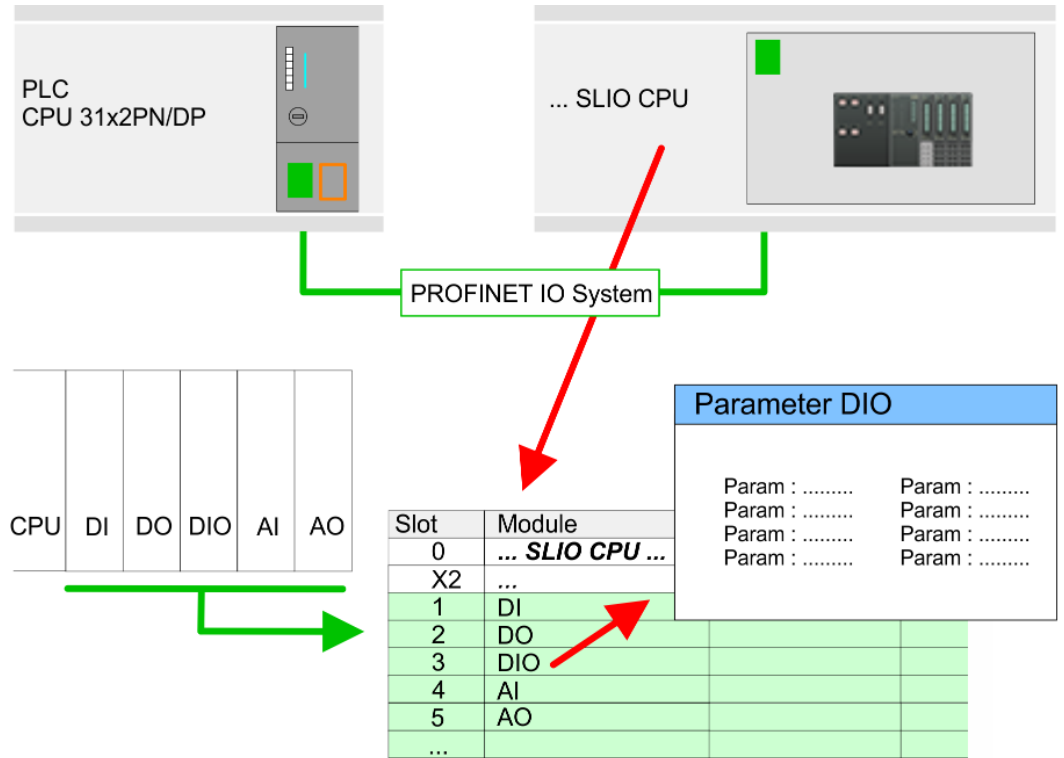 PLC
CPU 31x2PN/DP
... SLIO CPU
PROFINET IO System
CPU DI DO DIO AI AO
Parameter DIO
Param : ......... Param : .........
Param : ......... Param : .........
Param : ......... Param : .........
Param : ......... Param : .........
Slot Module
0 ... SLIO CPU ...
X2 ...
1 DI
2 DO
3 DIO
4 AI
5 AO
...